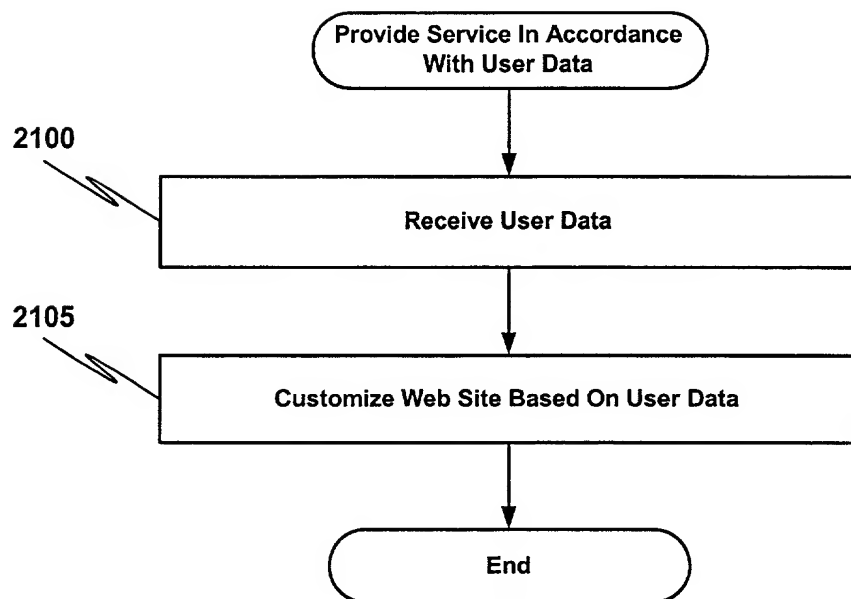 Provide Service In Accordance
With User Data
2100
Receive User Data
2105
Customize Web Site Based On User Data
End